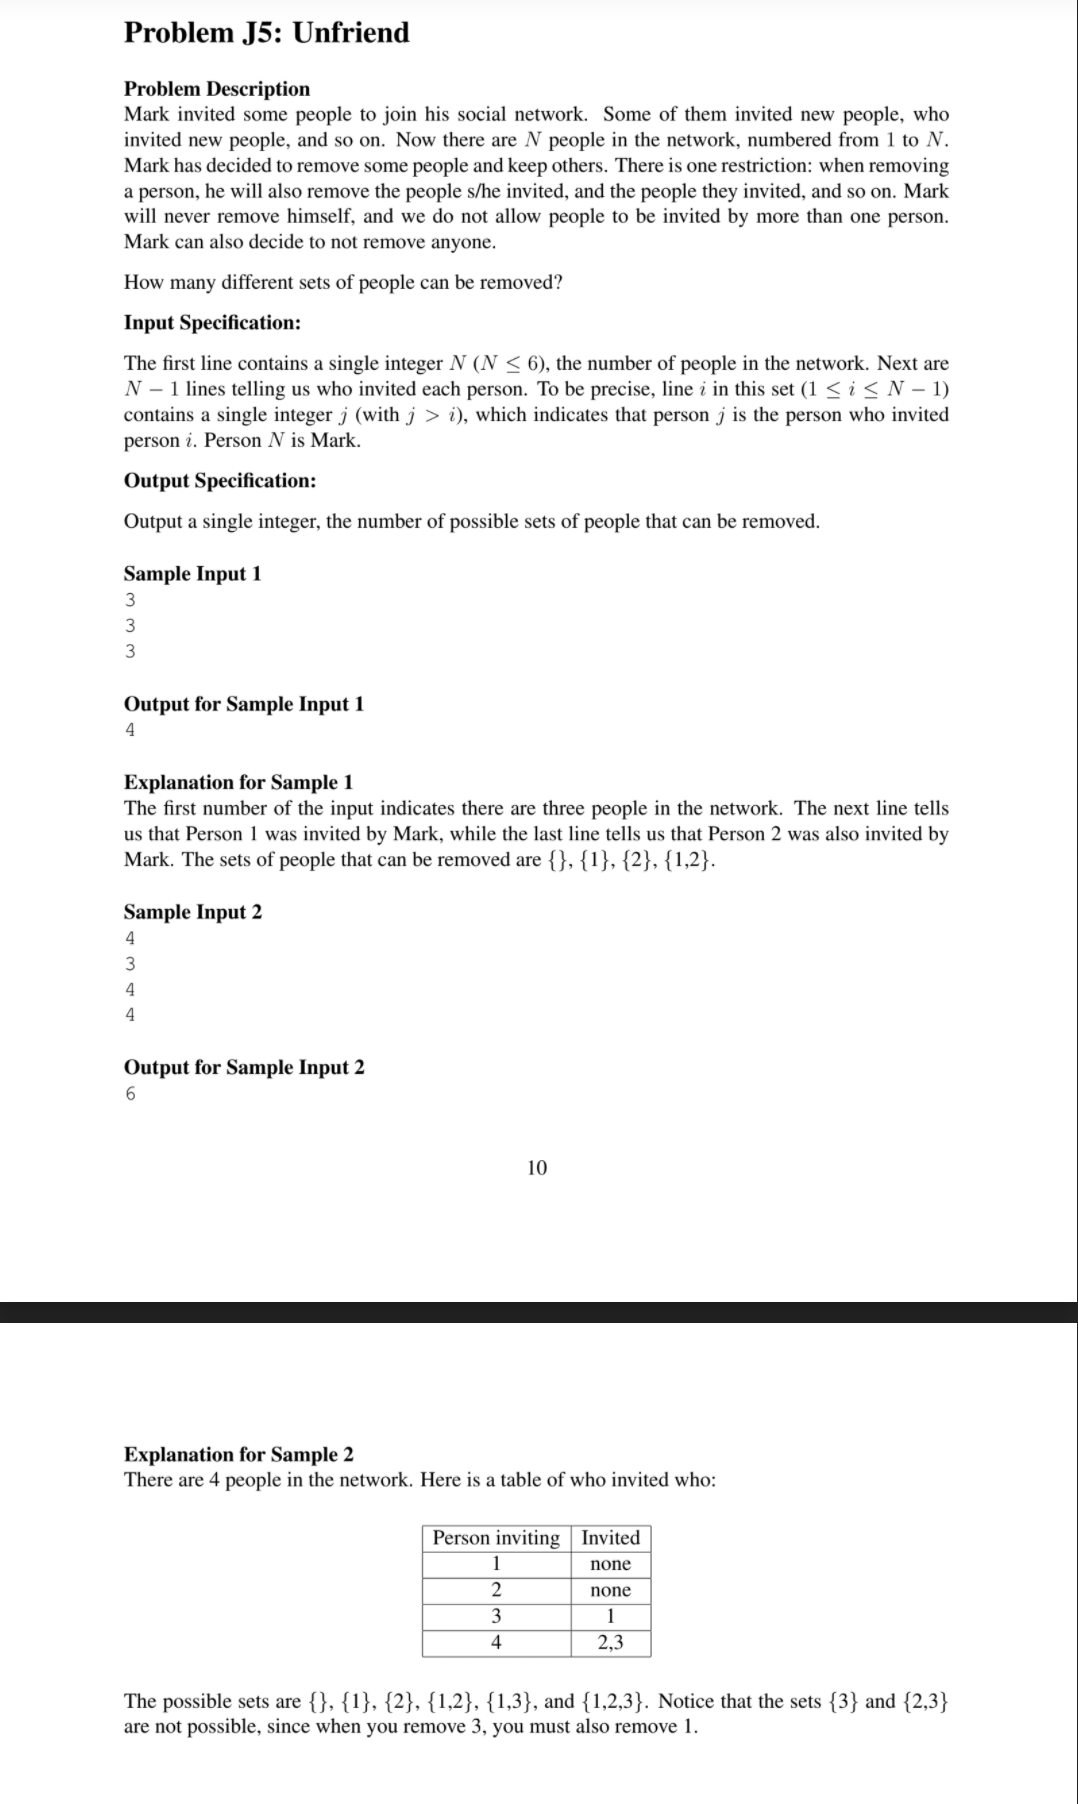 Problem J5: Unfriend
Problem Description
Mark invited some people to join his social network. Some of them invited new people, who
invited new people, and so on. Now there are N people in the network, numbered from 1 to N.
Mark has decided to remove some people and keep others. There is one restriction: when removing
a person, he will also remove the people s/he invited, and the people they invited, and so on. Mark
will never remove himself, and we do not allow people to be invited by more than one person.
Mark can also decide to not remove anyone.
How many different sets of people can be removed?
Input Specification:
The first line contains a single integer N (N ≤ 6), the number of people in the network. Next are
N − 1 lines telling us who invited each person. To be precise, line i in this set (1 ≤ i ≤ N − 1)
contains a single integer j (with j > i), which indicates that person j is the person who invited
person i. Person N is Mark.
Output Specification:
Output a single integer, the number of possible sets of people that can be removed.
Sample Input 1
3
3
3
Output for Sample Input 1
4
Explanation for Sample 1
The first number of the input indicates there are three people in the network. The next line tells
us that Person 1 was invited by Mark, while the last line tells us that Person 2 was also invited by
Mark. The sets of people that can be removed are {}, {1}, {2}, {1,2}.
Sample Input 2
4
3
4
4
Output for Sample Input 2
6
10
Explanation for Sample 2
There are 4 people in the network. Here is a table of who invited who:
Person inviting Invited
1 none
2 none
3 1
4 2,3
The possible sets are {}, {1}, {2}, {1,2}, {1,3}, and {1,2,3}. Notice that the sets {3} and {2,3}
are not possible, since when you remove 3, you must also remove 1.